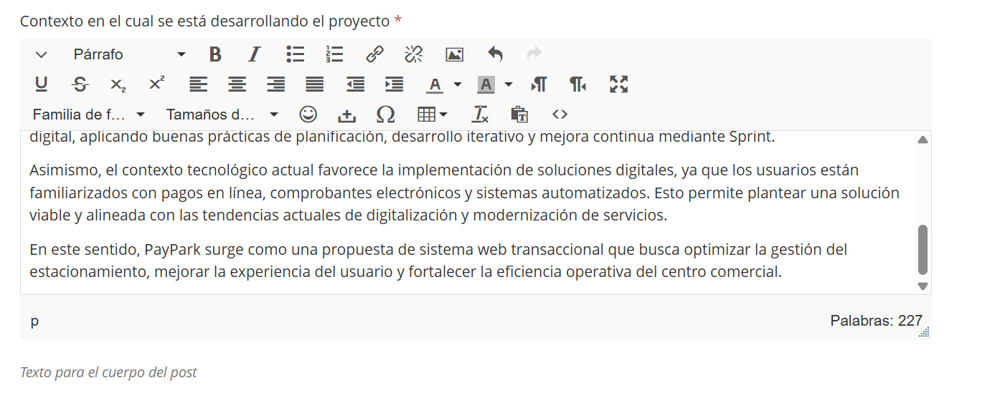 Contexto en el cual se está desarrollando el proyecto *
Párrafo
Familia de f... Tamaños d...
digital, aplicando buenas prácticas de planificación, desarrollo iterativo y mejora continua mediante Sprint.
Asimismo, el contexto tecnológico actual favorece la implementación de soluciones digitales, ya que los usuarios están
familiarizados con pagos en línea, comprobantes electrónicos y sistemas automatizados. Esto permite plantear una solución
viable y alineada con las tendencias actuales de digitalización y modernización de servicios.
En este sentido, PayPark surge como una propuesta de sistema web transaccional que busca optimizar la gestión del
estacionamiento, mejorar la experiencia del usuario y fortalecer la eficiencia operativa del centro comercial.
p Palabras: 227
Texto para el cuerpo del post